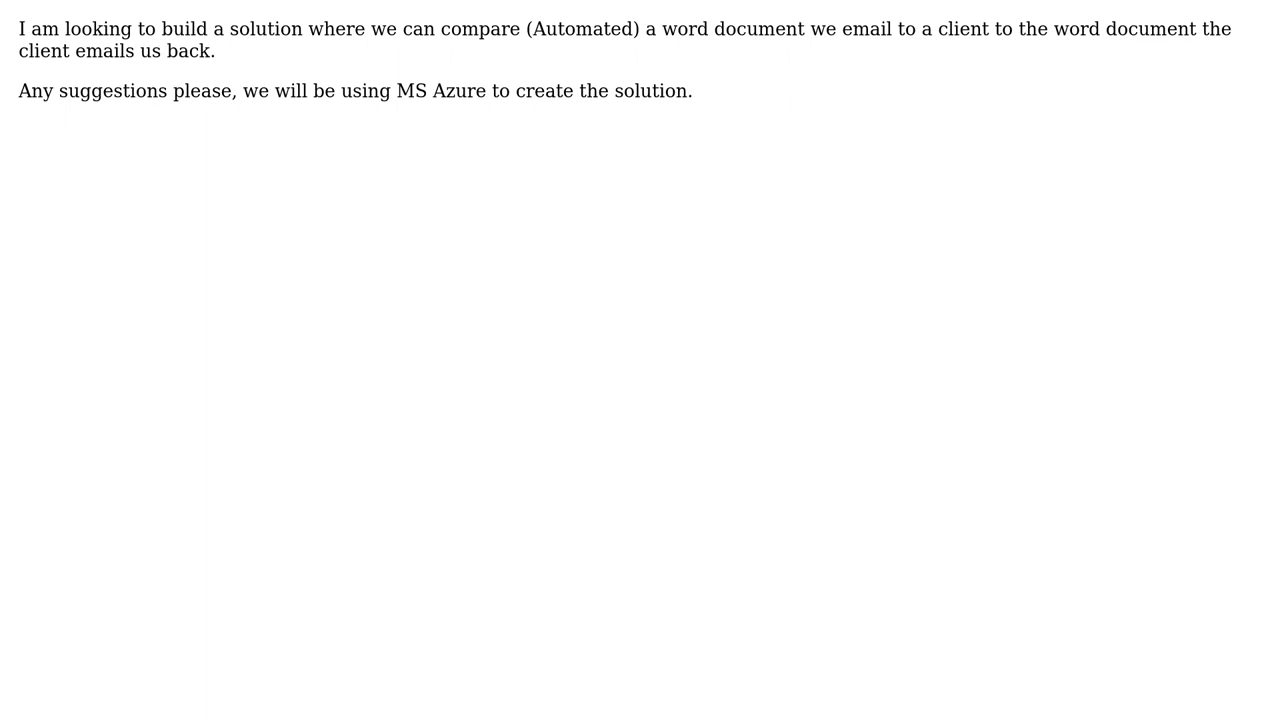 I am looking to build a solution where we can compare (Automated) a word document we email to a client to the word document the
client emails us back.
Any suggestions please, we will be using MS Azure to create the solution.